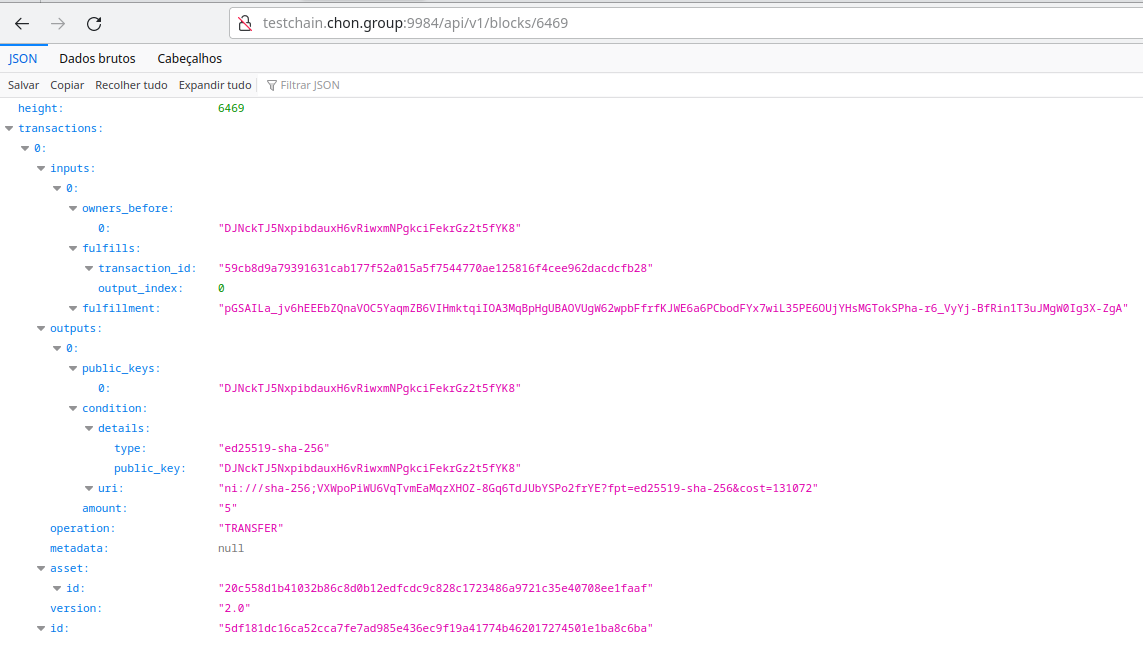 testchain.chon.group:9984/api/v1/blocks/6469
JSON Dados brutos Cabeçalhos
Salvar Copiar Recolher tudo Expandir tudo Filtrar JSON
height: 6469
transactions:
0:
inputs:
0:
owners_before:
0: "DJNckTJ5NxpibdauxH6vRiwxmNPgkciFekrGz2t5fYK8"
fulfills:
transaction_id: "59cb8d9a79391631cab177f52a015a5f7544770ae125816f4cee962dacdcfb28"
output_index: 0
fulfillment: "pGSAILa_jv6hEEEbZQnaVOC5YaqmZB6VIHmktqiIOA3MqBpHgUBAOVUgW62wpbFfrfKJWE6a6PCbodFYx7wiL35PE6OUjYHsMGTokSPha-r6_VyYj-BfRin1T3uJMgW0Ig3X-ZgA"
outputs:
0:
public_keys:
0: "DJNckTJ5NxpibdauxH6vRiwxmNPgkciFekrGz2t5fYK8"
condition:
details:
type: "ed25519-sha-256"
public_key: "DJNckTJ5NxpibdauxH6vRiwxmNPgkciFekrGz2t5fYK8"
uri: "ni:///sha-256;VXWpoPiWU6VqTvmEaMqzXHOZ-8Gq6TdJUbYSPo2frYE?fpt=ed25519-sha-256&cost=131072"
amount: "5"
operation: "TRANSFER"
metadata: null
asset:
id: "20c558d1b41032b86c8d0b12edfcdc9c828c1723486a9721c35e40708ee1faaf"
version: "2.0"
id: "5df181dc16ca52cca7fe7ad985e436ec9f19a41774b462017274501e1ba8c6ba"